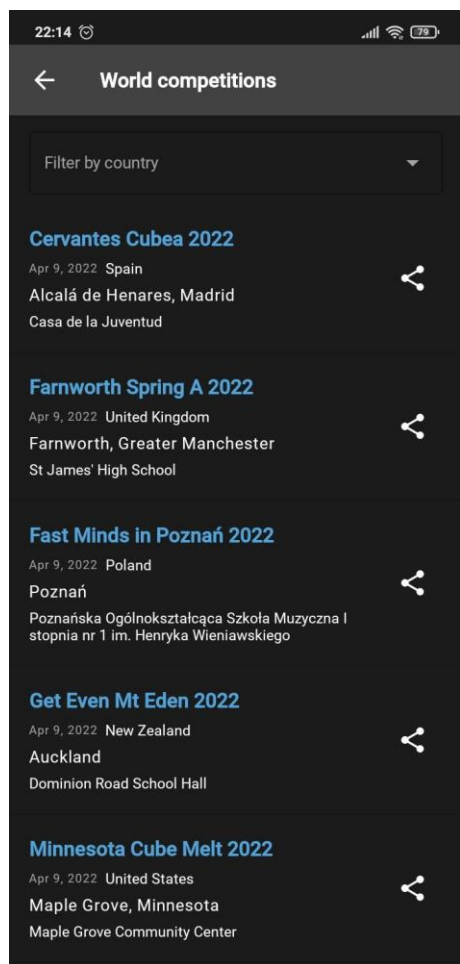 22:14 79
World competitions
Filter by country
Cervantes Cubea 2022
Apr 9, 2022 Spain
Alcalá de Henares, Madrid
Casa de la Juventud
Farnworth Spring A 2022
Apr 9, 2022 United Kingdom
Farnworth, Greater Manchester
St James' High School
Fast Minds in Poznań 2022
Apr 9, 2022 Poland
Poznań
Poznańska Ogólnokształcąca Szkoła Muzyczna I
stopnia nr 1 im. Henryka Wieniawskiego
Get Even Mt Eden 2022
Apr 9, 2022 New Zealand
Auckland
Dominion Road School Hall
Minnesota Cube Melt 2022
Apr 9, 2022 United States
Maple Grove, Minnesota
Maple Grove Community Center